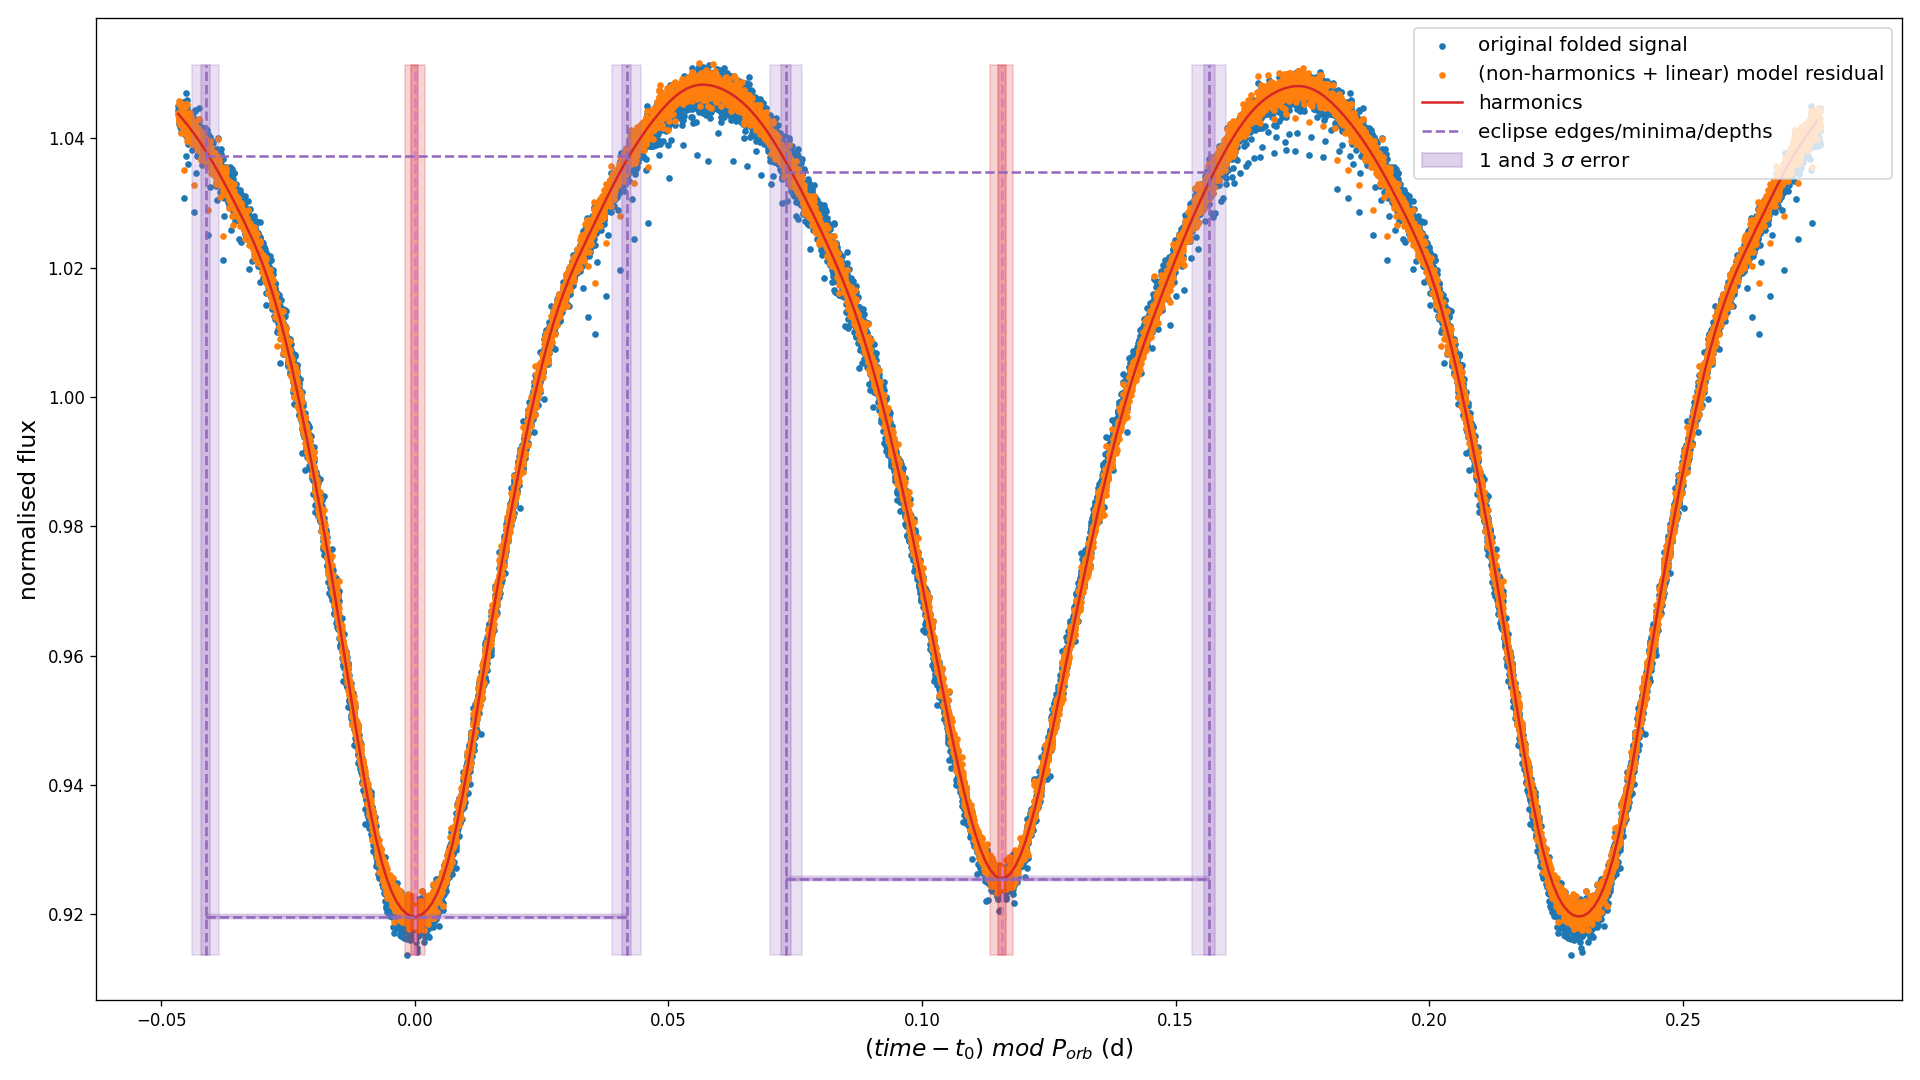 original folded signal
(non-harmonics + linear) model residual
harmonics
eclipse edges/minima/depths
1 and 3 σ error
normalised flux
1.04
1.02
1.00
0.98
0.96
0.94
0.92
−0.05 0.00 0.05 0.10 0.15 0.20 0.25
(time − t₀) mod P_orb (d)